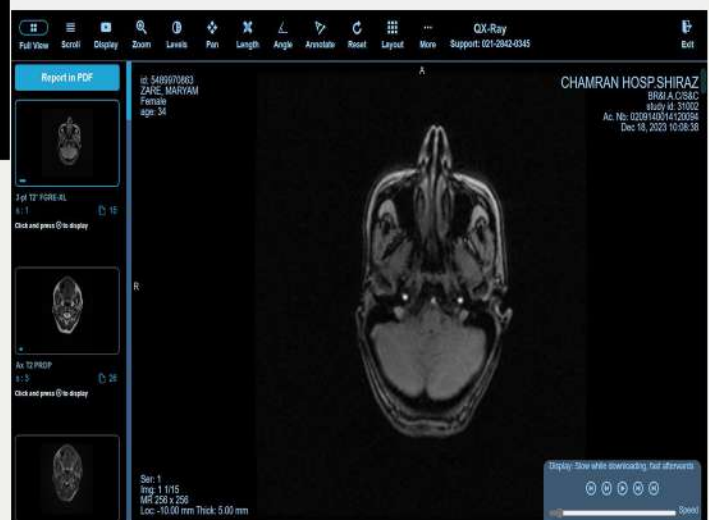 Full View
Scroll
Display
Zoom
Levels
Pan
Length
Angle
Annotate
Reset
Layout
More
QX-Ray
Support: 021-2842-0345
Exit
Report in PDF
3-pl T2* FGRE-XL
s : 1
15
Click and press to display
Ax T2 PROP
s : 5
26
Click and press to display
id: 5489970863
ZARE, MARYAM
Female
age: 34
A
CHAMRAN HOSP.SHIRAZ
BR&I.A.C/S&C
study id: 31002
Ac. Nb: 0209140014120094
Dec 18, 2023 10:08:38
R
Ser: 1
Img: 1 1/15
MR 256 x 256
Loc: -10.00 mm Thick: 5.00 mm
Display: Slow while downloading, fast afterwards
Speed